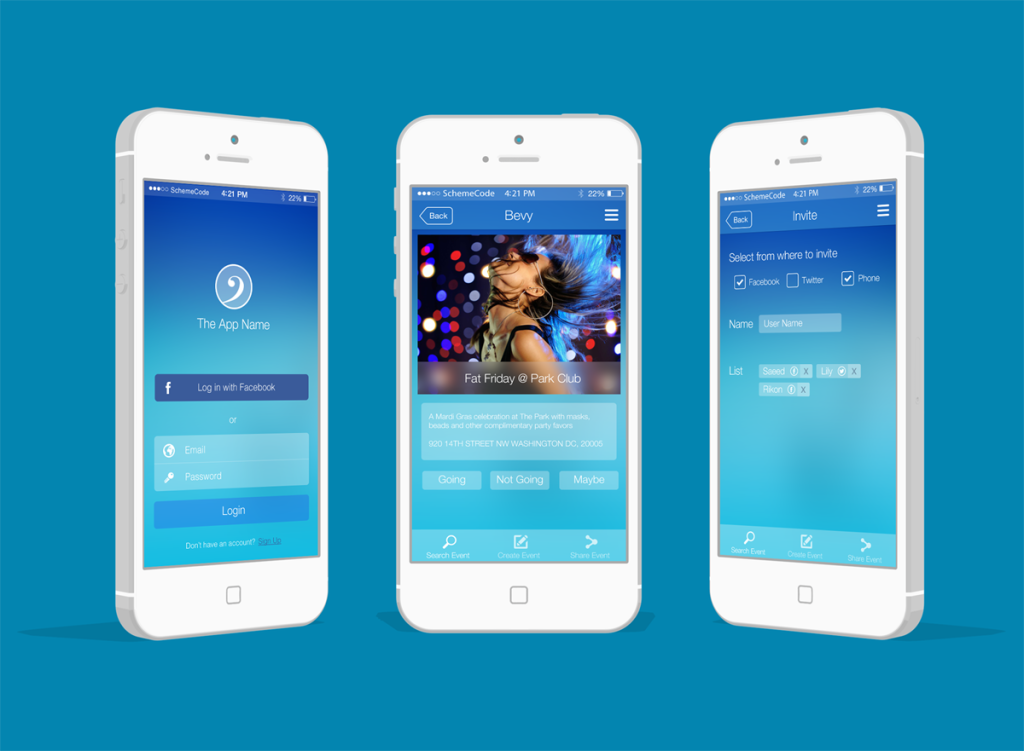 SchemeCode 4:21 PM 22%
The App Name
f Log in with Facebook
or
Email
Password
Login
Don't have an account? Sign Up
SchemeCode 4:21 PM 22%
Back Bevy
Fat Friday @ Park Club
A Mardi Gras celebration at The Park with masks,
beads and other complimentary party favors
920 14TH STREET NW WASHINGTON DC, 20005
Going Not Going Maybe
Search Event Create Event Share Event
SchemeCode 4:21 PM 22%
Back Invite
Select from where to invite
Facebook Twitter Phone
Name User Name
List Saeed f X Lily X
Rikon f X
Search Event Create Event Share Event